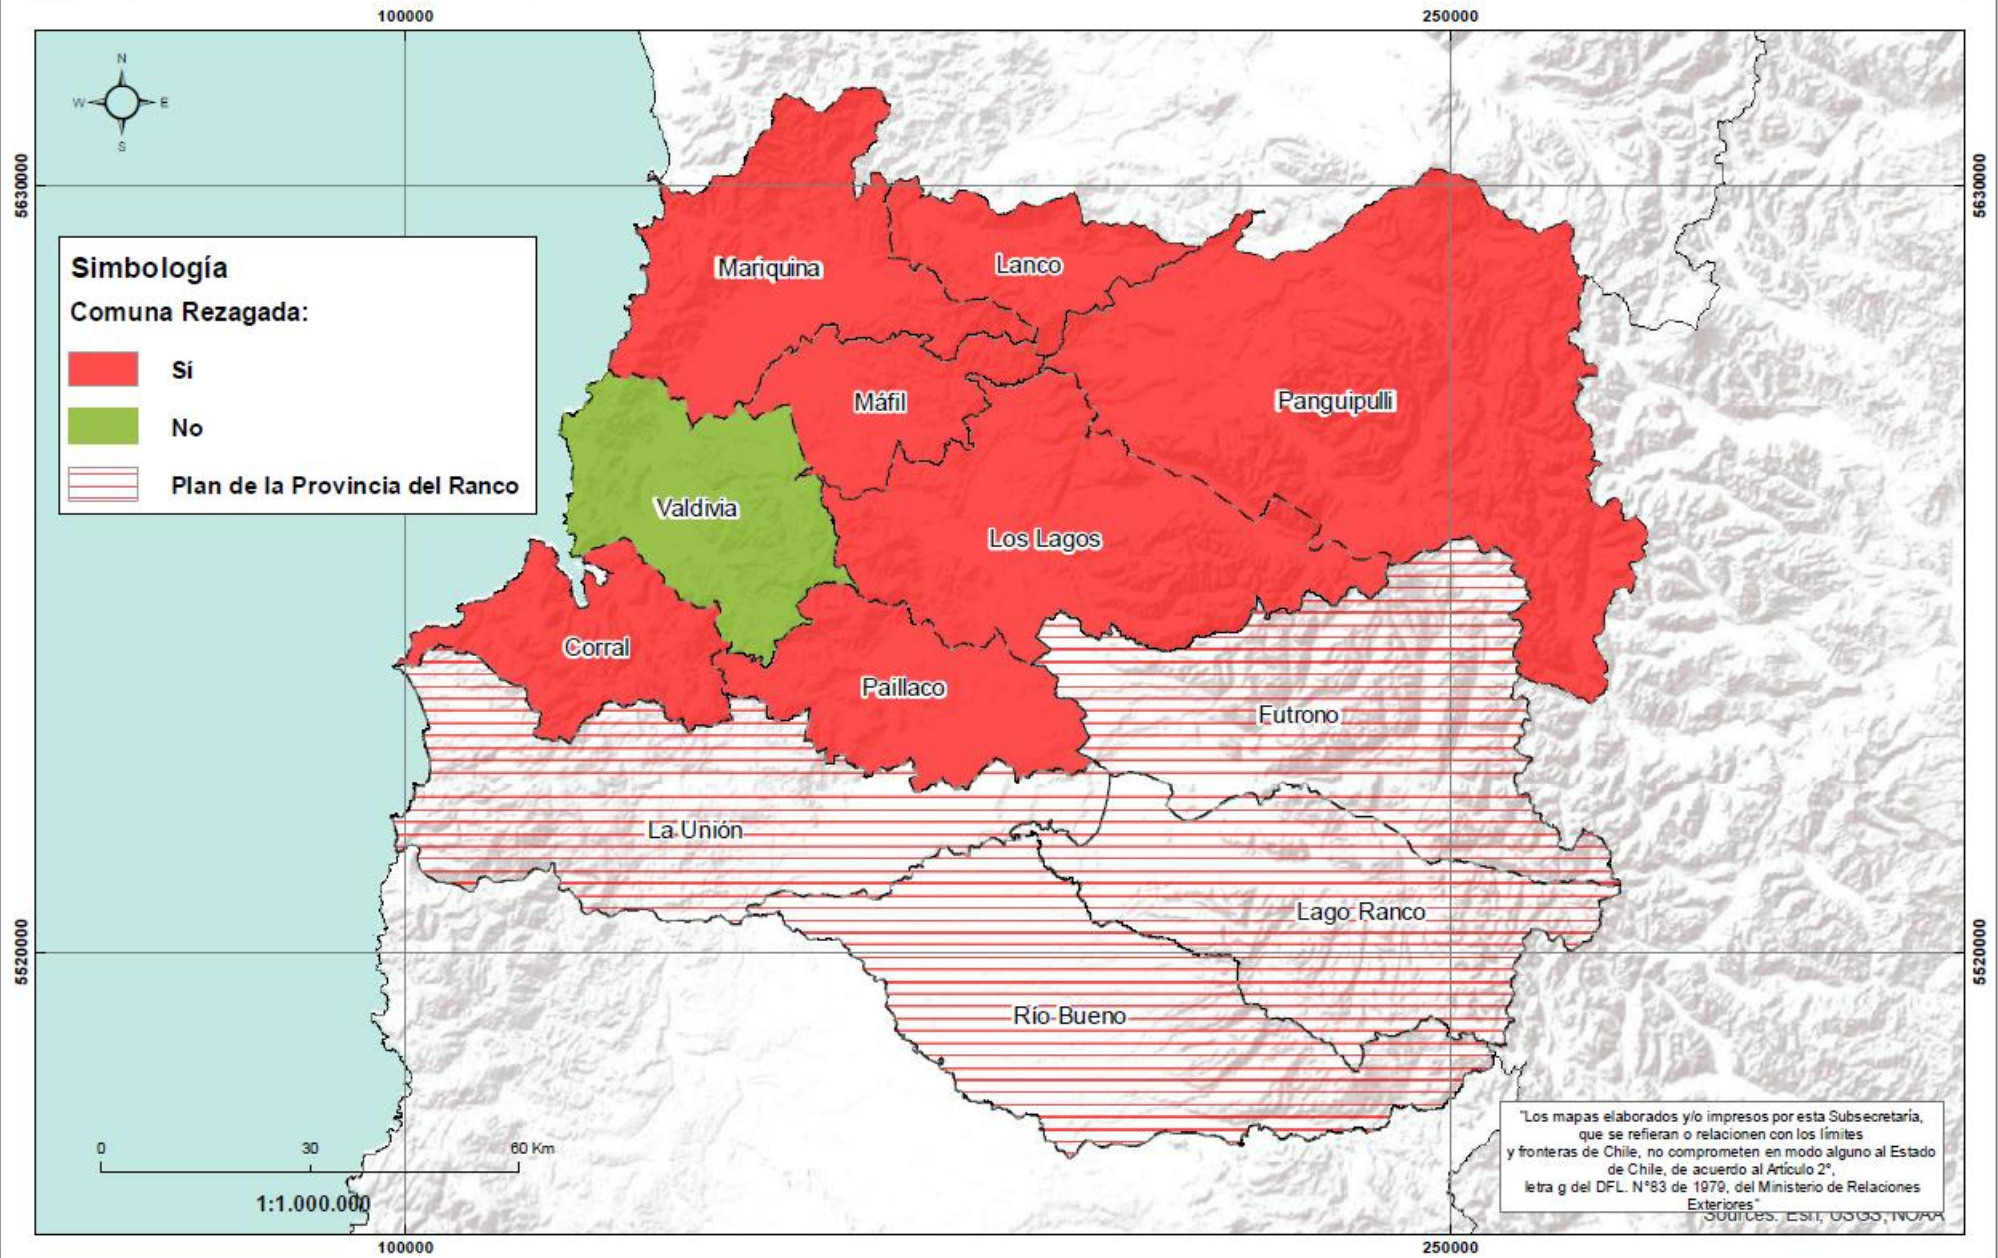 100000
250000
N
W
E
S
5630000
5630000
Simbología
Comuna Rezagada:
Sí
No
Plan de la Provincia del Ranco
Mariquina
Lanco
Máfil
Panguipulli
Valdivia
Los Lagos
Corral
Paillaco
Futrono
La Unión
Lago Ranco
Río Bueno
5520000
5520000
0
30
60 Km
1:1.000.000
"Los mapas elaborados y/o impresos por esta Subsecretaría,
que se refieran o relacionen con los límites
y fronteras de Chile, no comprometen en modo alguno al Estado
de Chile, de acuerdo al Artículo 2°,
letra g del DFL. N°83 de 1979, del Ministerio de Relaciones
Exteriores"
Sources: Esri, USGS, NOAA
100000
250000